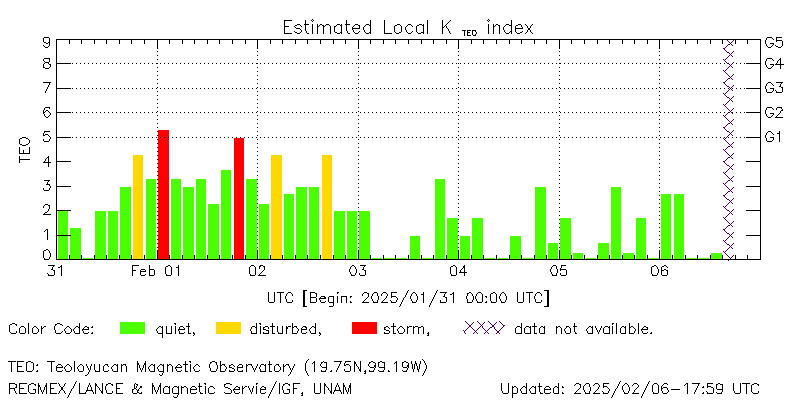 Estimated Local K TEO index
9 G5
8 G4
7 G3
6 G2
5 G1
4
3
2
1
0
TEO
31 Feb 01 02 03 04 05 06
UTC [Begin: 2025/01/31 00:00 UTC]
Color Code: quiet, disturbed, storm, data not available.
TEO: Teoloyucan Magnetic Observatory (19.75N,99.19W)
REGMEX/LANCE & Magnetic Servie/IGF, UNAM Updated: 2025/02/06-17:59 UTC